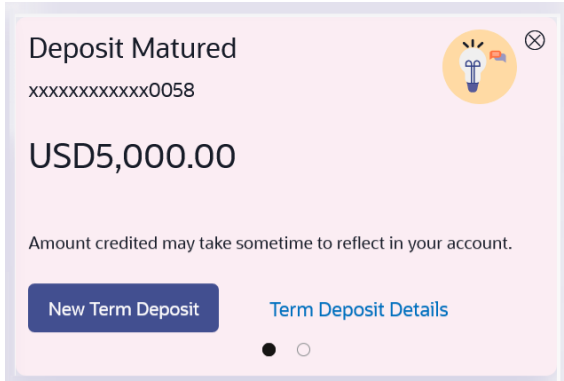 Deposit Matured
xxxxxxxxxxxx0058
USD5,000.00
Amount credited may take sometime to reflect in your account.
New Term Deposit
Term Deposit Details